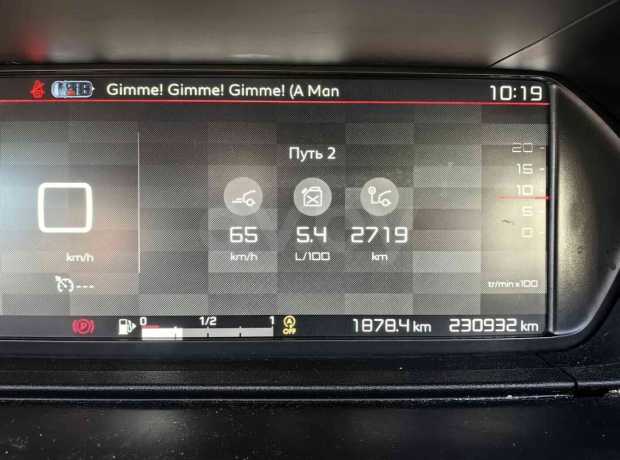 Gimme! Gimme! Gimme! (A Man 10:19
Путь 2
20
15
10
5
0
65 5.4 2719
km/h L/100 km
km/h
---
tr/min x100
P 0 1/2 1 A OFF 1878.4 km 230932 km